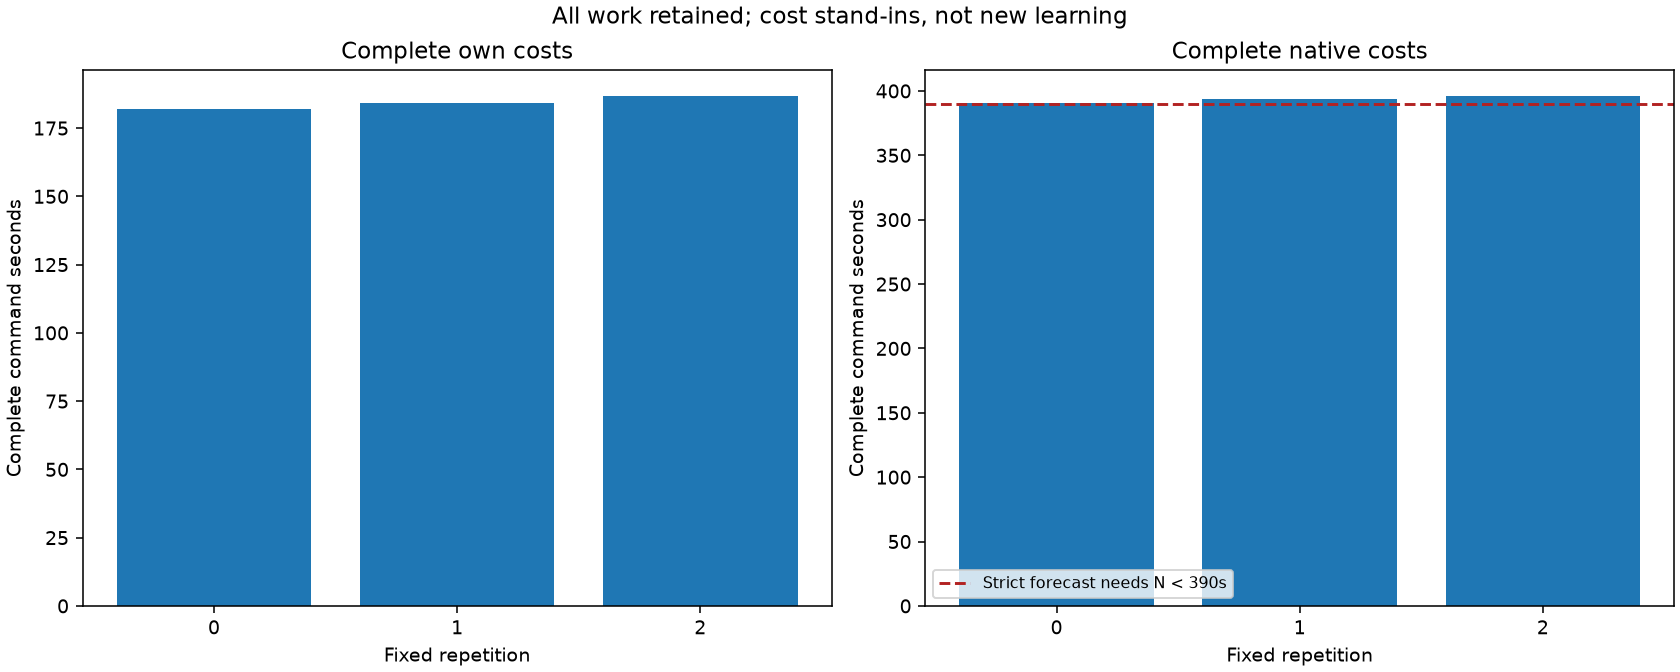 All work retained; cost stand-ins, not new learning
Complete own costs
Complete command seconds
175
150
125
100
75
50
25
0
0 1 2
Fixed repetition
Complete native costs
Complete command seconds
400
350
300
250
200
150
100
50
0
Strict forecast needs N < 390s
0 1 2
Fixed repetition